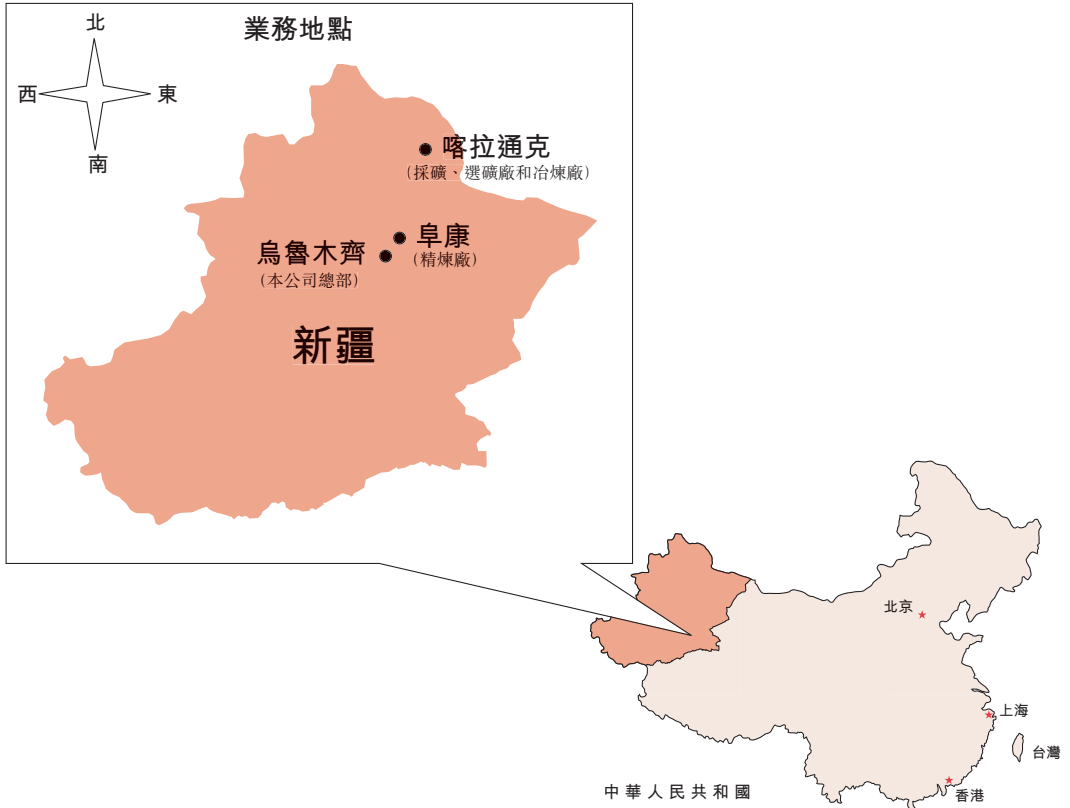 業務地點
北
西
東
南
喀拉通克
(採礦、選礦廠和冶煉廠)
阜康
(精煉廠)
烏魯木齊
(本公司總部)
新疆
北京
上海
台灣
香港
中華人民共和國